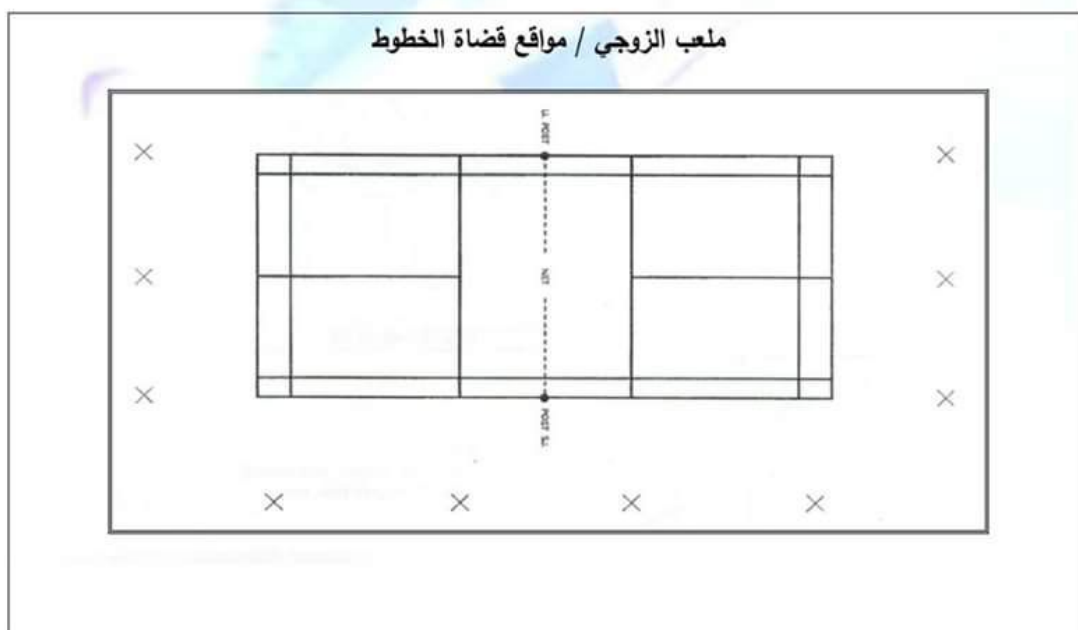 ملعب الزوجي / مواقع قضاة الخطوط
U. POST
NET
POST S.J.